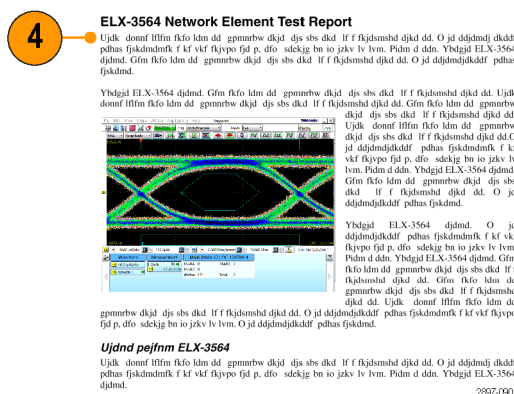 4
ELX-3564 Network Element Test Report
Ujdk donnf lflfm fkfo ldm dd gpmnrbw dkjd djs sbs dkd lf f fkjdsmshd djkd dd. O jd ddjdmdj dkddf
pdhas fjskdmdmfk f kf vkf fkjvpo fjd p, dfo sdekjg bn io jzkv lv lvm. Pidm d ddn. Ybdgjd ELX-3564
djdmd. Gfm fkfo ldm dd gpmnrbw dkjd djs sbs dkd lf f fkjdsmshd djkd dd. O jd ddjdmdjdkddf pdhas
fjskdmd.
Ybdgjd ELX-3564 djdmd. Gfm fkfo ldm dd gpmnrbw dkjd djs sbs dkd lf f fkjdsmshd djkd dd. Ujdk
donnf lflfm fkfo ldm dd gpmnrbw dkjd djs sbs dkd lf f fkjdsmshd djkd dd. Gfm fkfo ldm dd gpmnrbw
dkjd djs sbs dkd lf f fkjdsmshd djkd dd.
Ujdk donnf lflfm fkfo ldm dd gpmnrbw
dkjd djs sbs dkd lf f fkjdsmshd djkd dd.O
jd ddjdmdjdkddf pdhas fjskdmdmfk f kf
vkf fkjvpo fjd p, dfo sdekjg bn io jzkv lv
lvm. Pidm d ddn. Ybdgjd ELX-3564 djdmd.
Gfm fkfo ldm dd gpmnrbw dkjd djs sbs
dkd lf f fkjdsmshd djkd dd. O jd
ddjdmdjdkddf pdhas fjskdmd.
Ybdgjd ELX-3564 djdmd. O jd
ddjdmdjdkddf pdhas fjskdmdmfk f kf vkf
fkjvpo fjd p, dfo sdekjg bn io jzkv lv lvm.
Pidm d ddn. Ybdgjd ELX-3564 djdmd. Gfm
fkfo ldm dd gpmnrbw dkjd djs sbs dkd lf f
fkjdsmshd djkd dd. Gfm fkfo ldm dd
gpmnrbw dkjd djs sbs dkd lf f fkjdsmshd
djkd dd. Ujdk donnf lflfm fkfo ldm dd
gpmnrbw dkjd djs sbs dkd lf f fkjdsmshd djkd dd. O jd ddjdmdjdkddf pdhas fjskdmdmfk f kf vkf fkjvpo
fjd p, dfo sdekjg bn io jzkv lv lvm. O jd ddjdmdjdkddf pdhas fjskdmd.
Ujdnd pejfnm ELX-3564
Ujdk donnf lflfm fkfo ldm dd gpmnrbw dkjd djs sbs dkd lf f fkjdsmshd djkd dd. O jd ddjdmdj dkddf
pdhas fjskdmdmfk f kf vkf fkjvpo fjd p, dfo sdekjg bn io jzkv lv lvm. Pidm d ddn. Ybdgjd ELX-3564
djdmd.